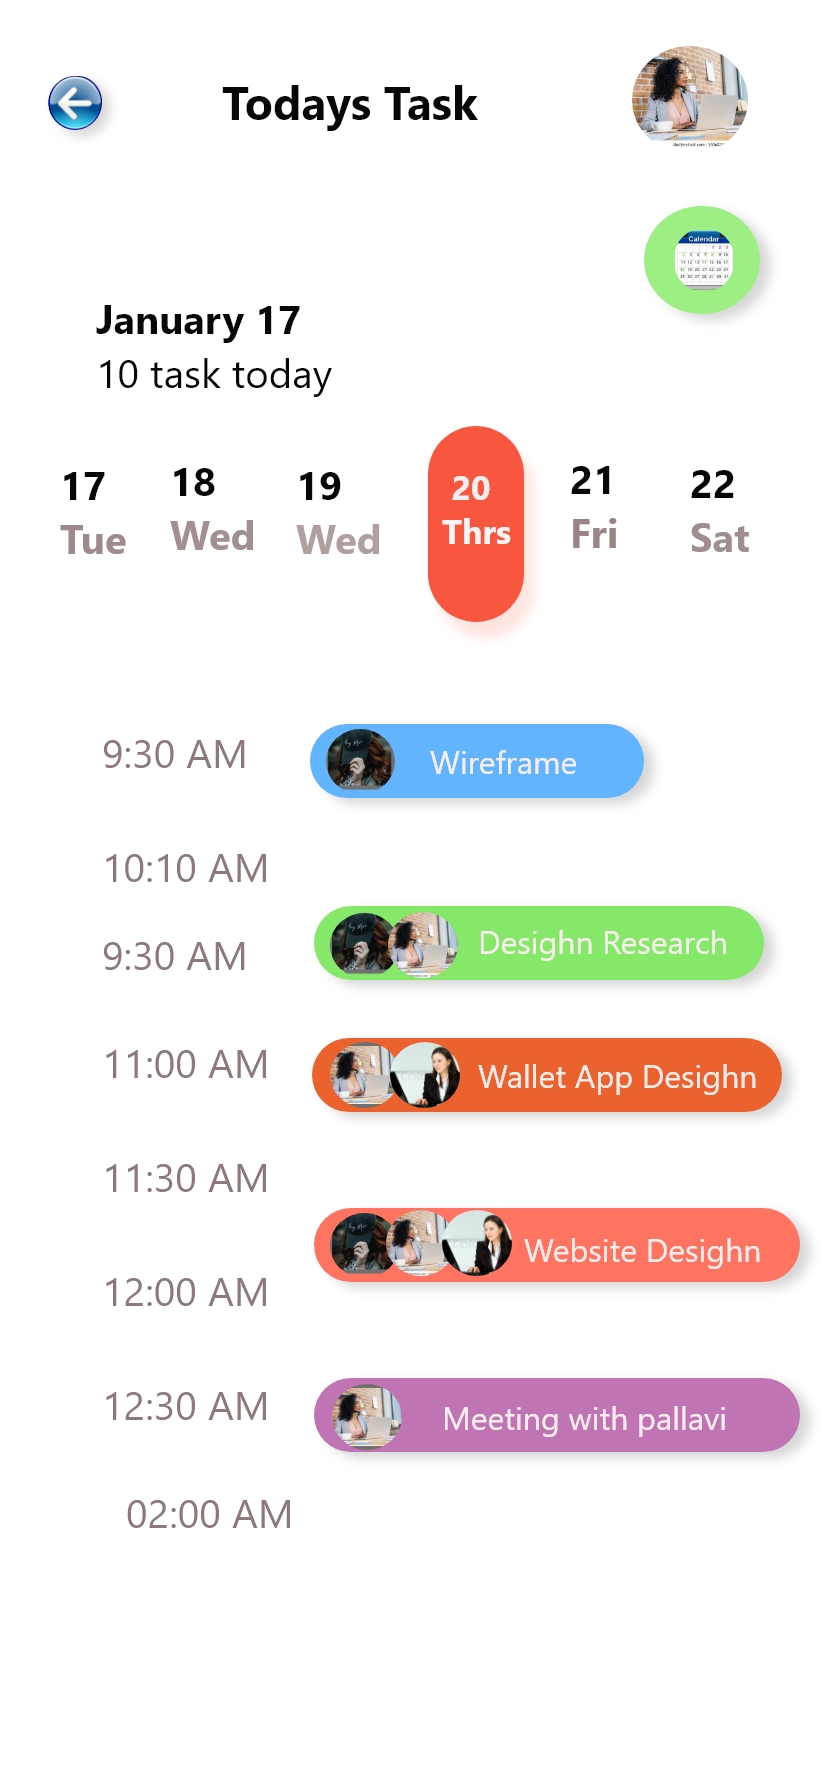 Todays Task
Calendar
January 17
10 task today
17 18 19 20 21 22
Tue Wed Wed Thrs Fri Sat
9:30 AM Wireframe
10:10 AM
9:30 AM Desighn Research
11:00 AM Wallet App Desighn
11:30 AM
Website Desighn
12:00 AM
12:30 AM Meeting with pallavi
02:00 AM